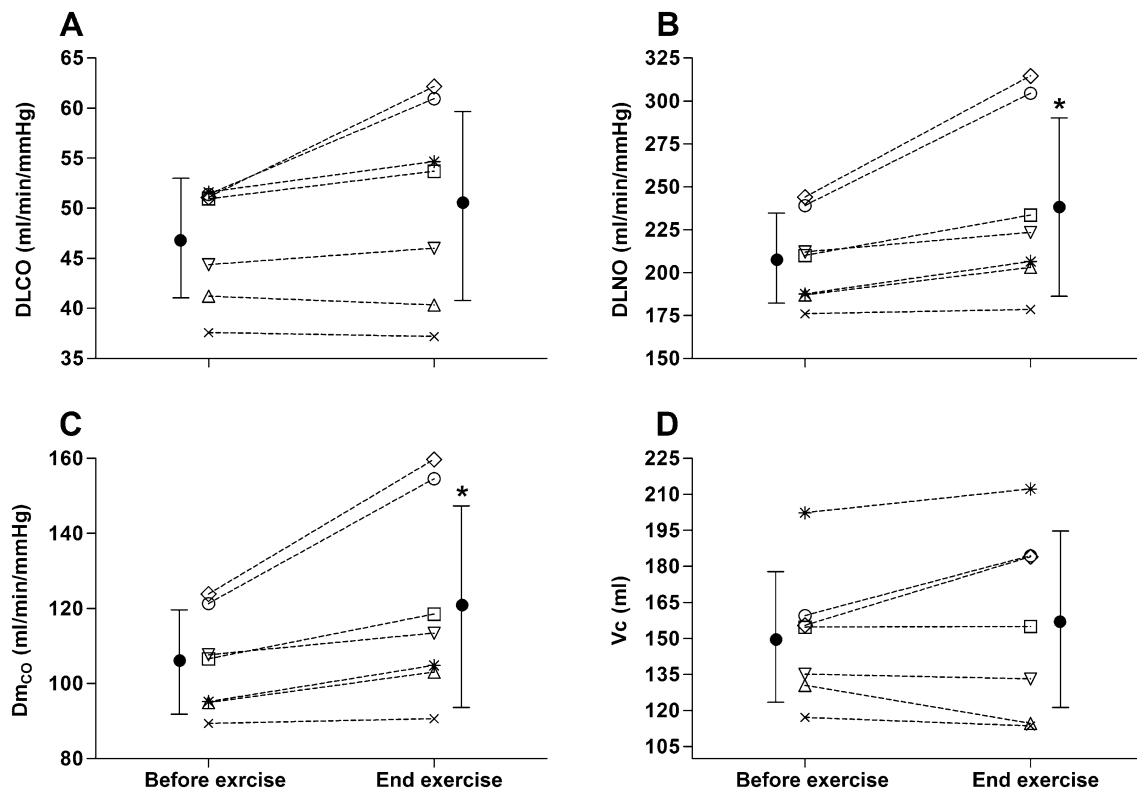 A
DLCO (ml/min/mmHg)
65
60
55
50
45
40
35
B
DLNO (ml/min/mmHg)
325
300
275
250
225
200
175
150
*
C
Dm_CO (ml/min/mmHg)
160
140
120
100
80
*
Before exrcise
End exercise
D
Vc (ml)
225
210
195
180
165
150
135
120
105
Before exercise
End exercise